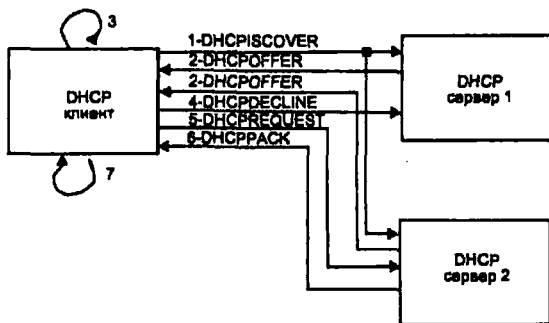 3
1-DHCPISCOVER
2-DHCPOFFER
2-DHCPOFFER
4-DHCPDECLINE
5-DHCPREQUEST
6-DHCPPACK
DHCP
клиент
7
DHCP
сервер 1
DHCP
сервер 2